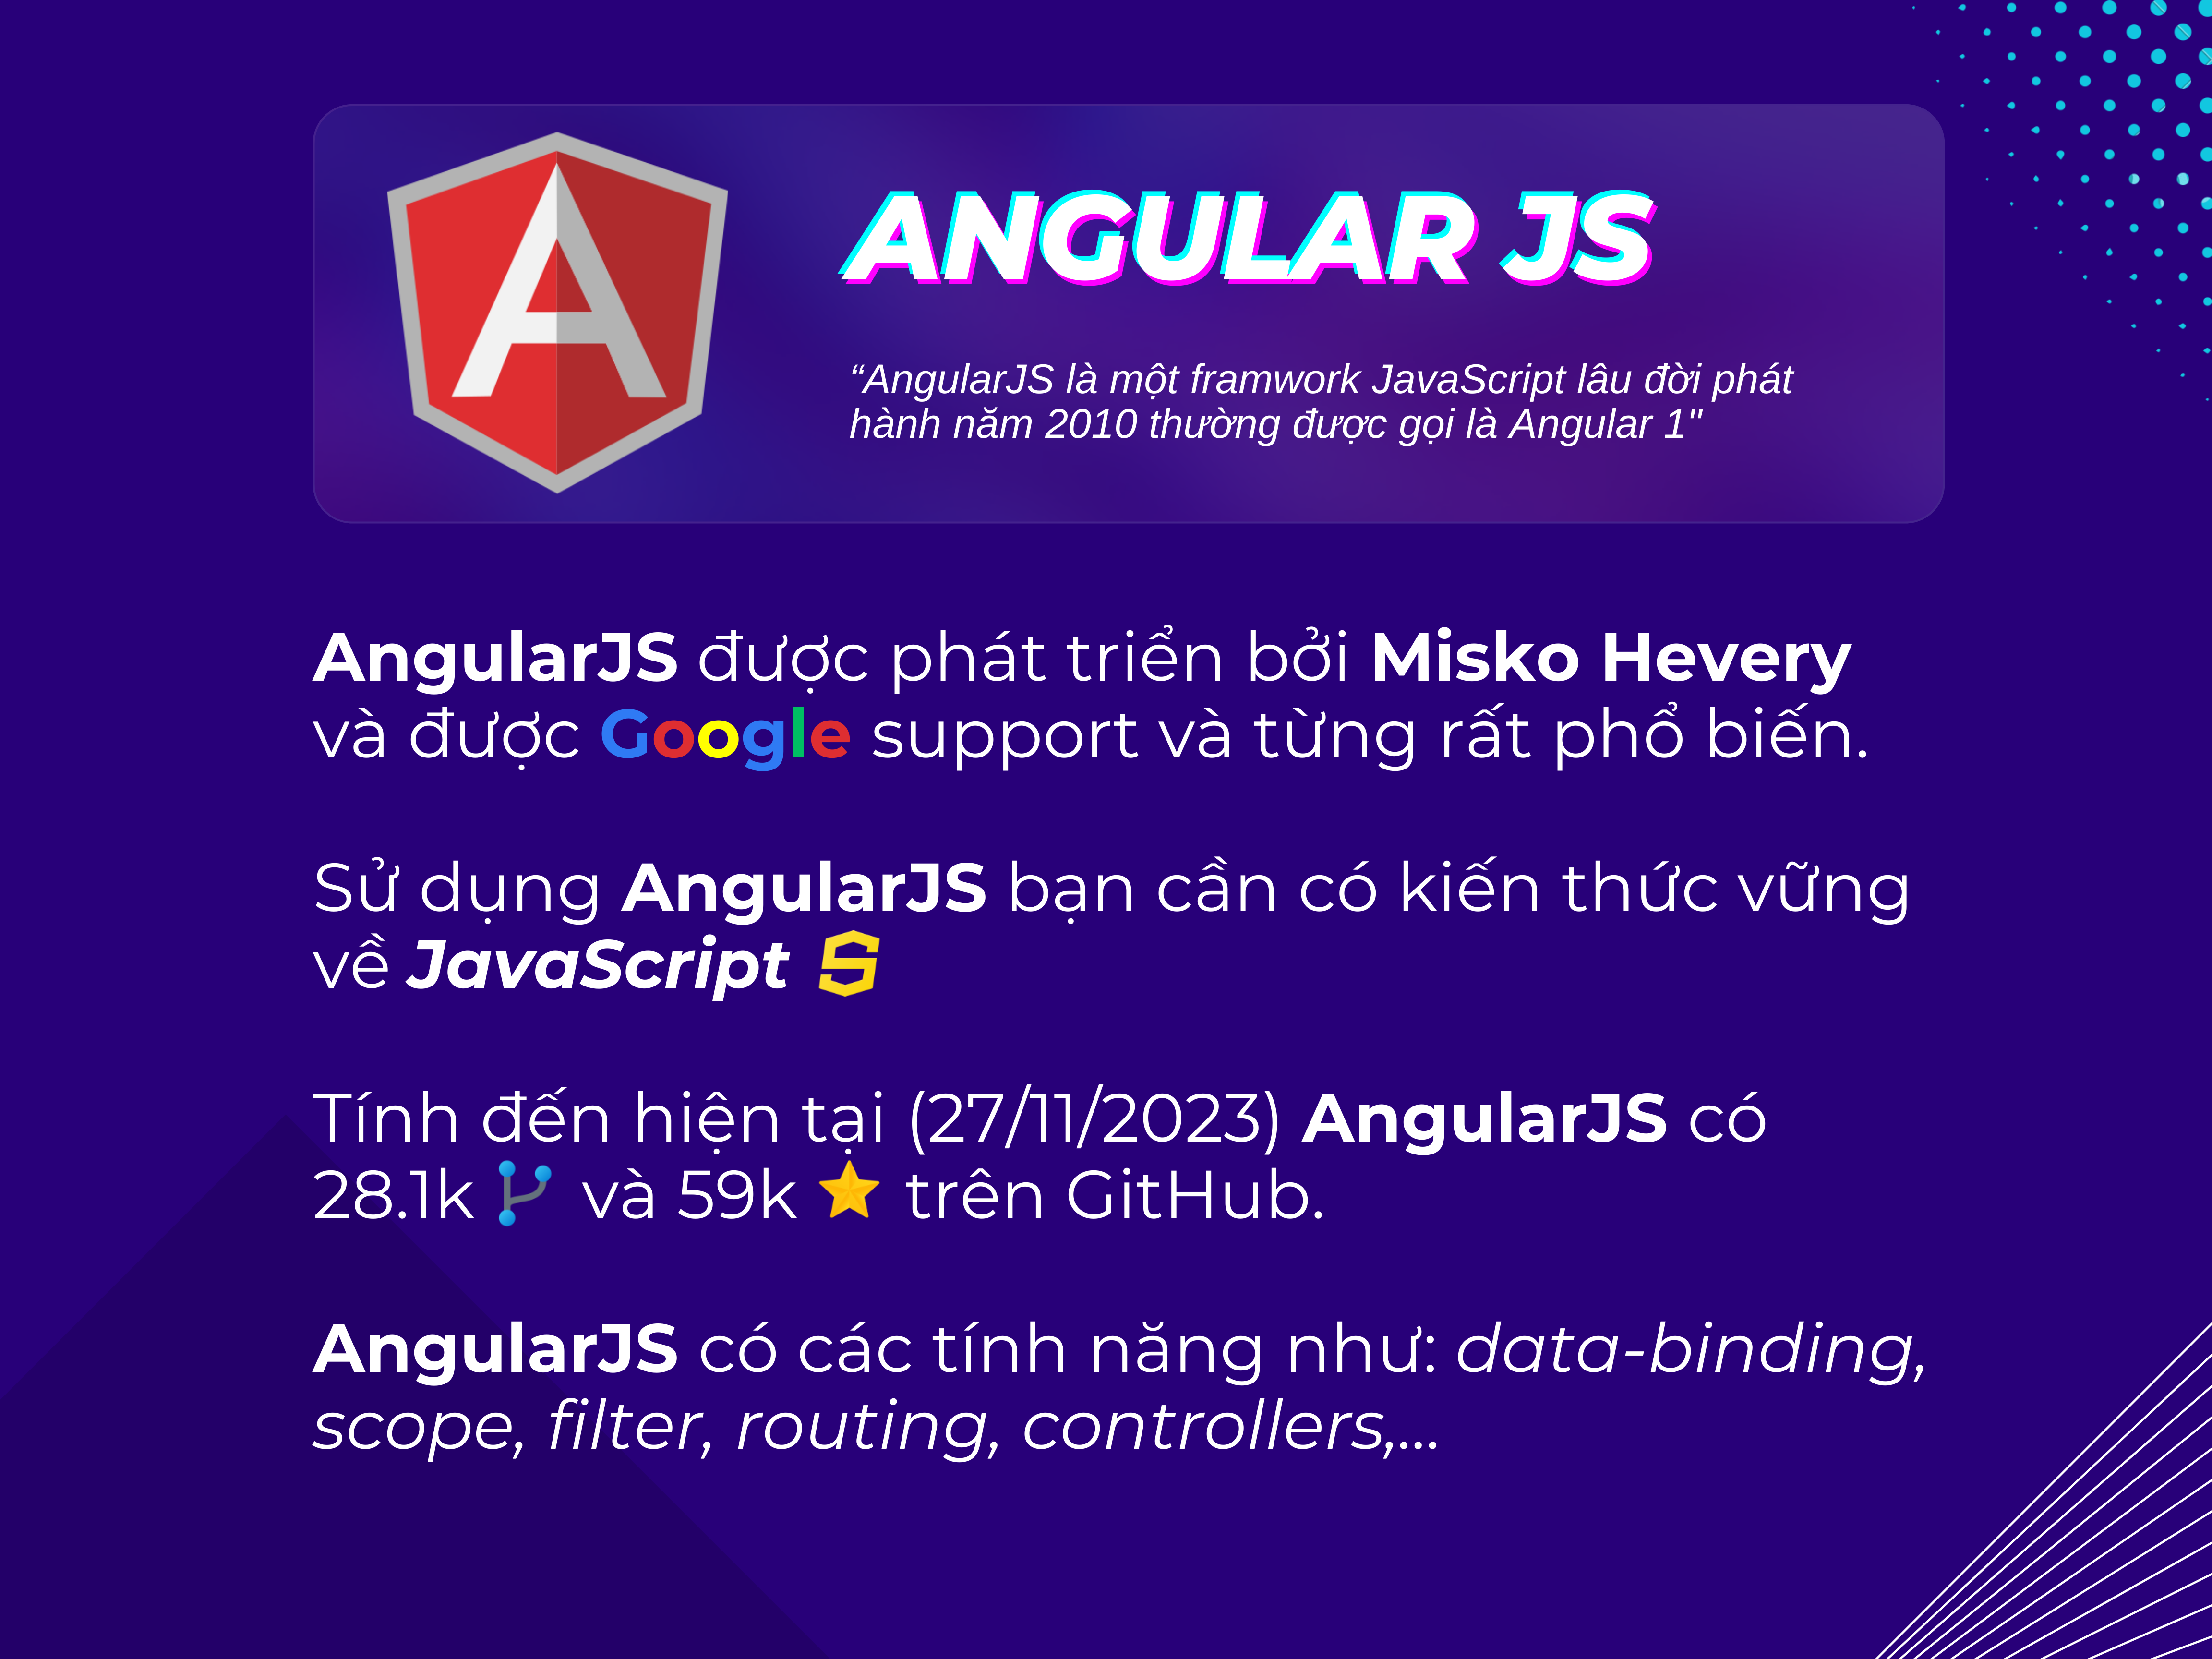 ANGULAR JS
“AngularJS là một framwork JavaScript lâu đời phát
hành năm 2010 thường được gọi là Angular 1"
AngularJS được phát triển bởi Misko Hevery
và được Google support và từng rất phổ biến.
Sử dụng AngularJS bạn cần có kiến thức vững
về JavaScript
Tính đến hiện tại (27/11/2023) AngularJS có
28.1k và 59k ⭐ trên GitHub.
AngularJS có các tính năng như: data-binding,
scope, filter, routing, controllers,...